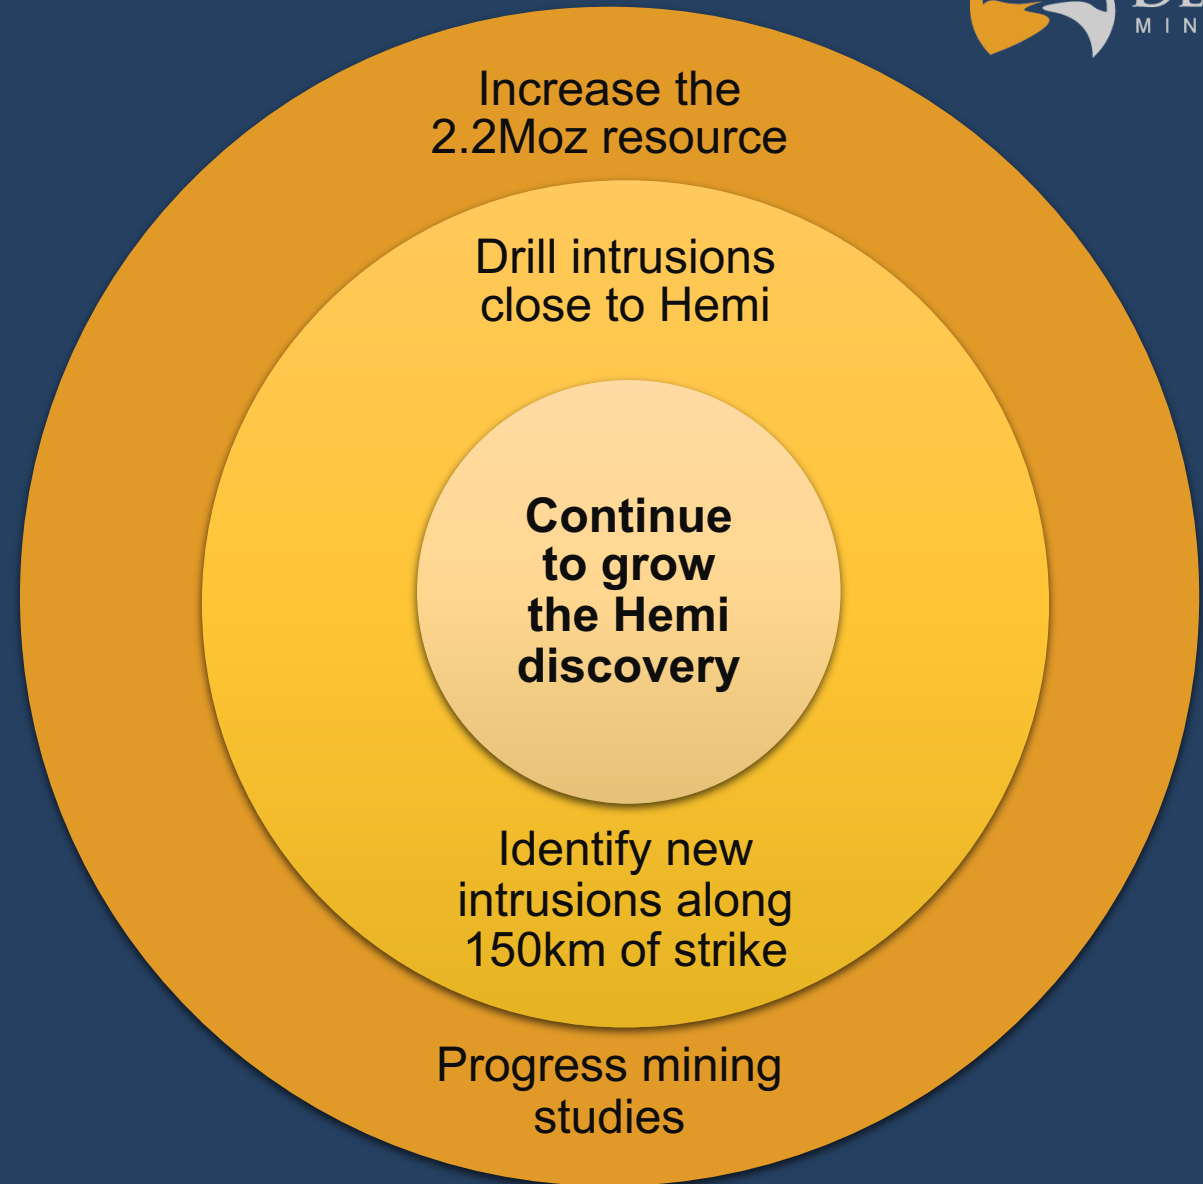 MIN
Increase the
2.2Moz resource
Drill intrusions
close to Hemi
Continue
to grow
the Hemi
discovery
Identify new
intrusions along
150km of strike
Progress mining
studies